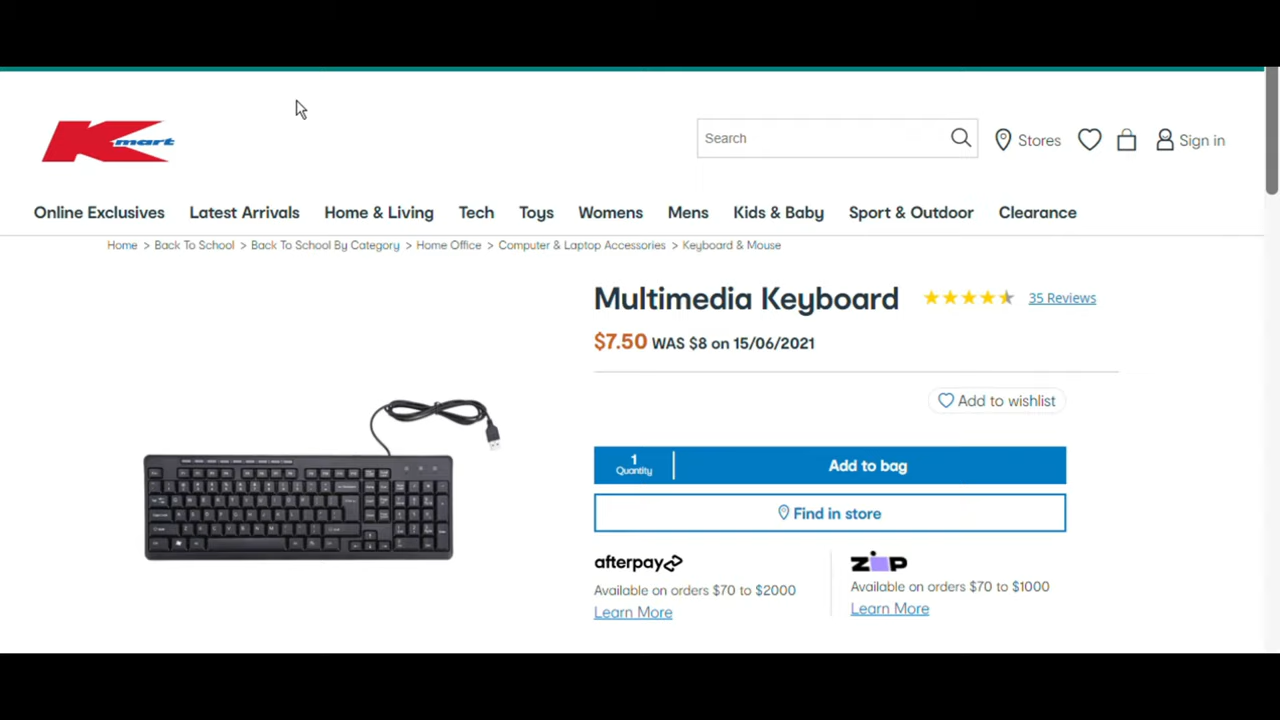 Kmart
Search
Stores
Sign in
Online Exclusives
Latest Arrivals
Home & Living
Tech
Toys
Womens
Mens
Kids & Baby
Sport & Outdoor
Clearance
Home > Back To School > Back To School By Category > Home Office > Computer & Laptop Accessories > Keyboard & Mouse
Multimedia Keyboard
35 Reviews
$7.50 WAS $8 on 15/06/2021
Add to wishlist
1
Quantity
Add to bag
Find in store
afterpay
Available on orders $70 to $2000
Learn More
zip
Available on orders $70 to $1000
Learn More